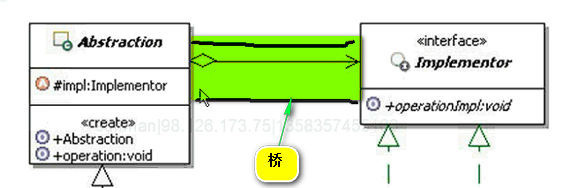 Abstraction
#impl:Implementor
«create»
+Abstraction
+operation:void
«interface»
Implementor
+operationImpl:void
桥